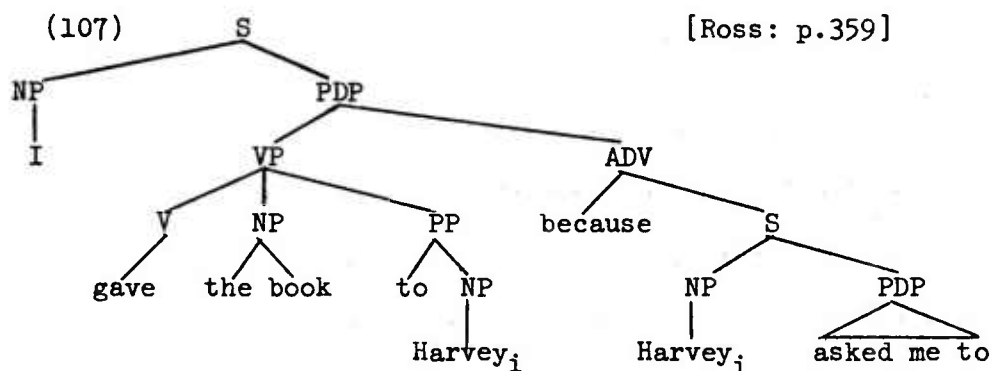 (107) S [Ross: p.359]
NP PDP
I VP ADV
V NP PP because S
gave the book to NP NP PDP
Harveyᵢ Harveyᵢ asked me to